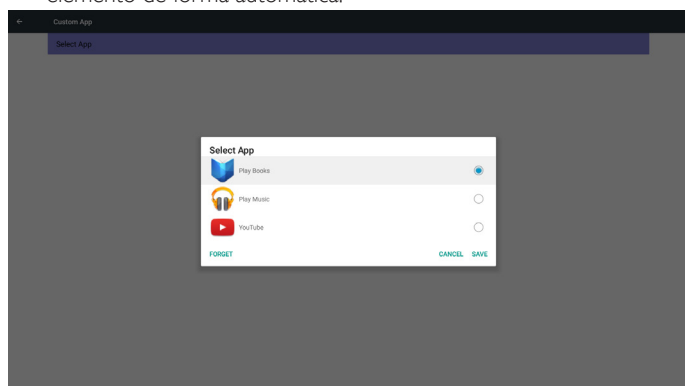 elemento de forma automática.
Custom App
Select App
Select App
Play Books
Play Music
YouTube
FORGET CANCEL SAVE